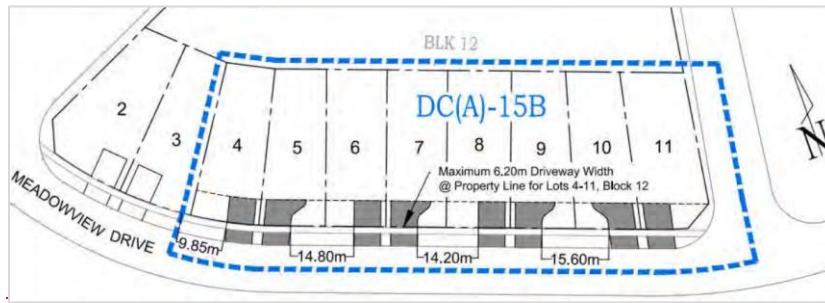 BLK 12
DC(A)-15B
2
3
4
5
6
7
8
9
10
11
Maximum 6.20m Driveway Width
@ Property Line for Lots 4-11, Block 12
N
MEADOWVIEW DRIVE
9.85m
14.80m
14.20m
15.60m